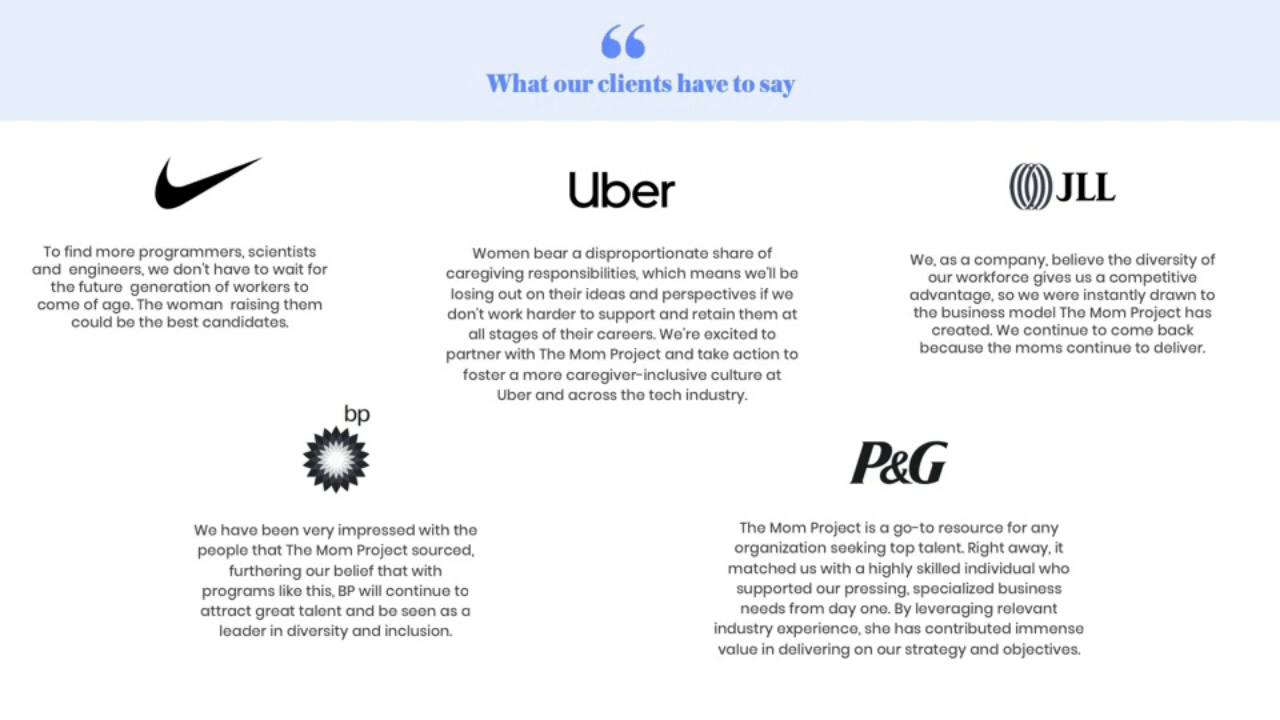 What our clients have to say
To find more programmers, scientists
and engineers, we don't have to wait for
the future generation of workers to
come of age. The woman raising them
could be the best candidates.
Uber
Women bear a disproportionate share of
caregiving responsibilities, which means we'll be
losing out on their ideas and perspectives if we
don't work harder to support and retain them at
all stages of their careers. We're excited to
partner with The Mom Project and take action to
foster a more caregiver-inclusive culture at
Uber and across the tech industry.
JLL
We, as a company, believe the diversity of
our workforce gives us a competitive
advantage, so we were instantly drawn to
the business model The Mom Project has
created. We continue to come back
because the moms continue to deliver.
bp
We have been very impressed with the
people that The Mom Project sourced,
furthering our belief that with
programs like this, BP will continue to
attract great talent and be seen as a
leader in diversity and inclusion.
P&G
The Mom Project is a go-to resource for any
organization seeking top talent. Right away, it
matched us with a highly skilled individual who
supported our pressing, specialized business
needs from day one. By leveraging relevant
industry experience, she has contributed immense
value in delivering on our strategy and objectives.